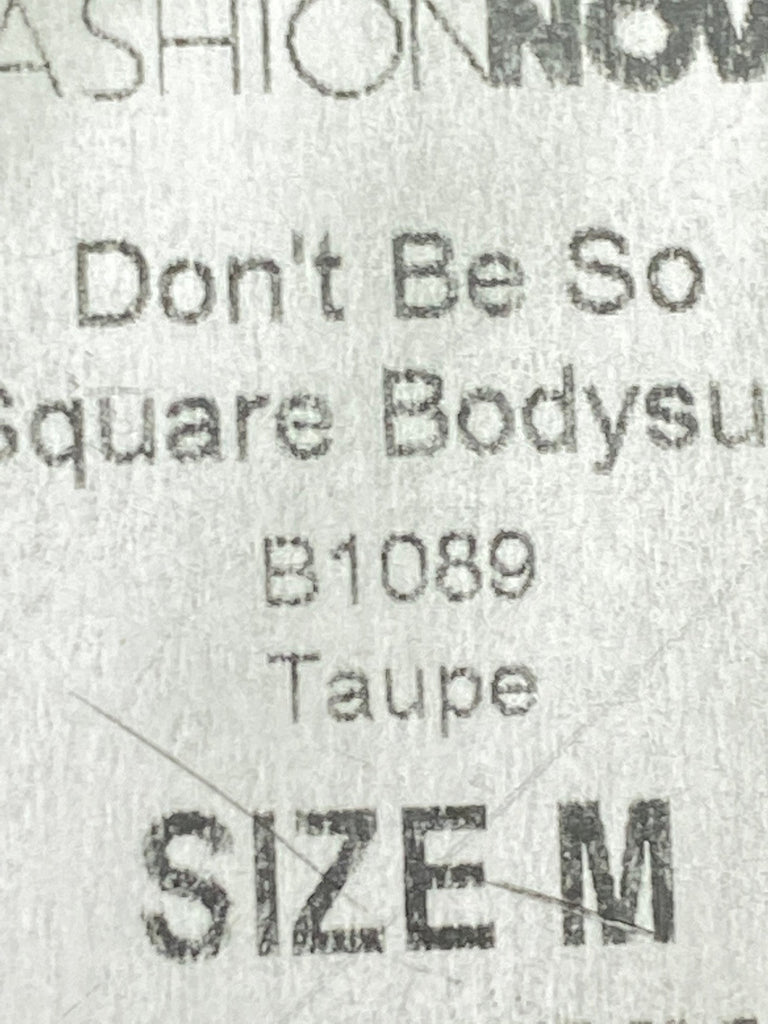 ASHIONNOV
Don't Be So
Square Bodysu
B1089
Taupe
SIZE M